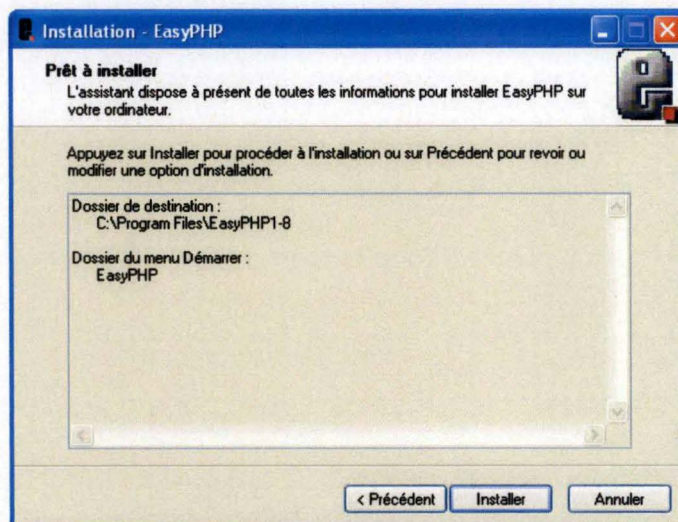 Installation - EasyPHP
Prêt à installer
L'assistant dispose à présent de toutes les informations pour installer EasyPHP sur
votre ordinateur.
Appuyez sur Installer pour procéder à l'installation ou sur Précédent pour revoir ou
modifier une option d'installation.
Dossier de destination :
C:\Program Files\EasyPHP1-8
Dossier du menu Démarrer :
EasyPHP
< Précédent Installer Annuler